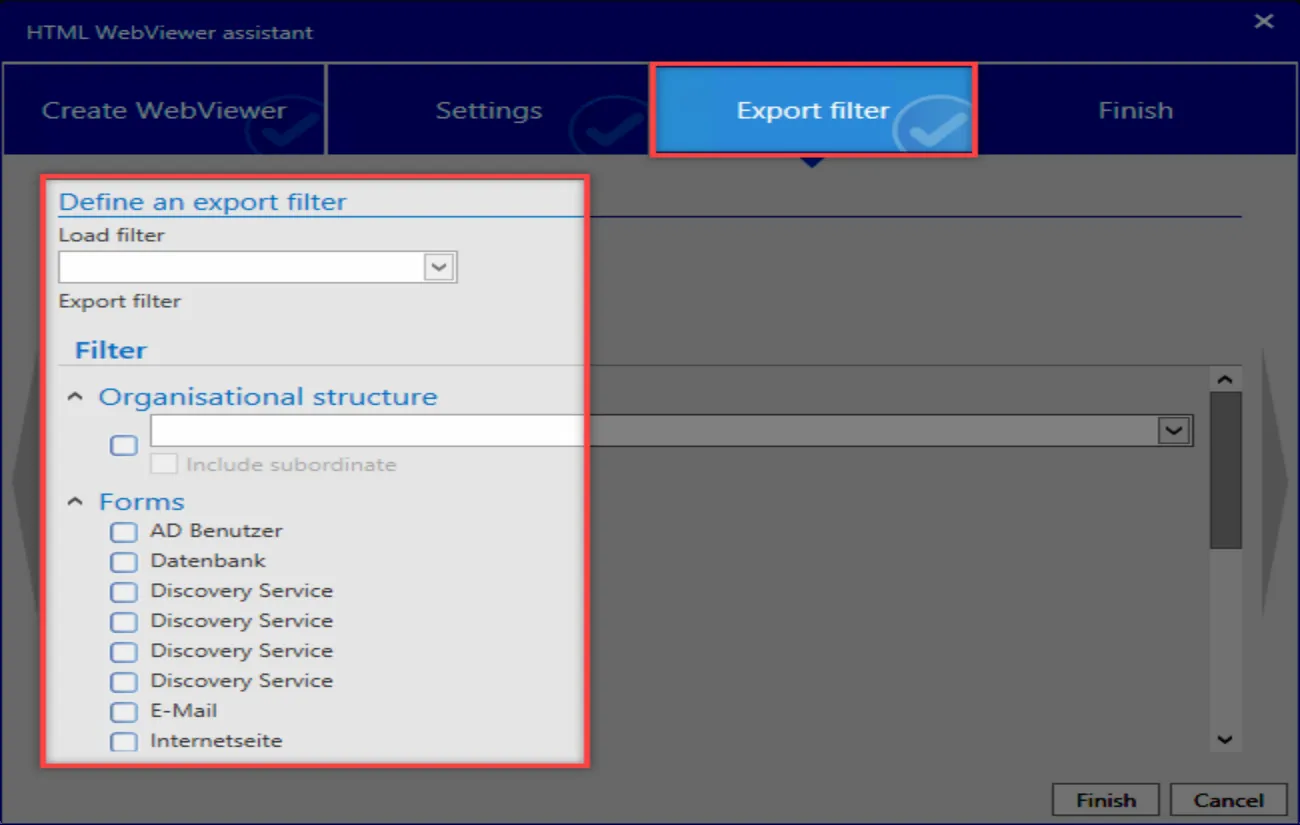 HTML WebViewer assistant
Create WebViewer
Settings
Export filter
Finish
Define an export filter
Load filter
Export filter
Filter
Organisational structure
Include subordinate
Forms
AD Benutzer
Datenbank
Discovery Service
Discovery Service
Discovery Service
Discovery Service
E-Mail
Internetseite
Finish
Cancel